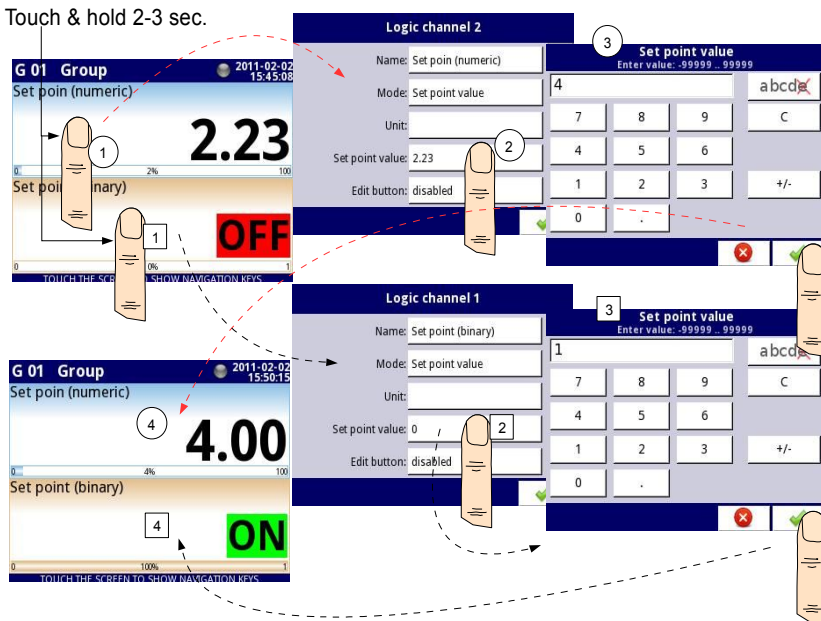 Touch & hold 2-3 sec.
G 01 Group
2011-02-02
15:45:08
Set poin (numeric)
1
2.23
0
2%
100
1
OFF
0
0%
1
TOUCH THE SCREEN TO SHOW NAVIGATION KEYS
Logic channel 2
Name: Set poin (numeric)
Mode: Set point value
Unit:
Set point value: 2.23
2
Edit button: disabled
3
Set point value
Enter value: -99999 .. 99999
4
abcde
7 8 9 C
4 5 6
1 2 3 +/-
0 .
Logic channel 1
Name: Set point (binary)
Mode: Set point value
Unit:
Set point value: 0
2
Edit button: disabled
3
Set point value
Enter value: -99999 .. 99999
1
abcde
7 8 9 C
4 5 6
1 2 3 +/-
0 .
G 01 Group
2011-02-02
15:50:15
Set poin (numeric)
4
4.00
0
4%
100
Set point (binary)
4
ON
0
100%
1
TOUCH THE SCREEN TO SHOW NAVIGATION KEYS